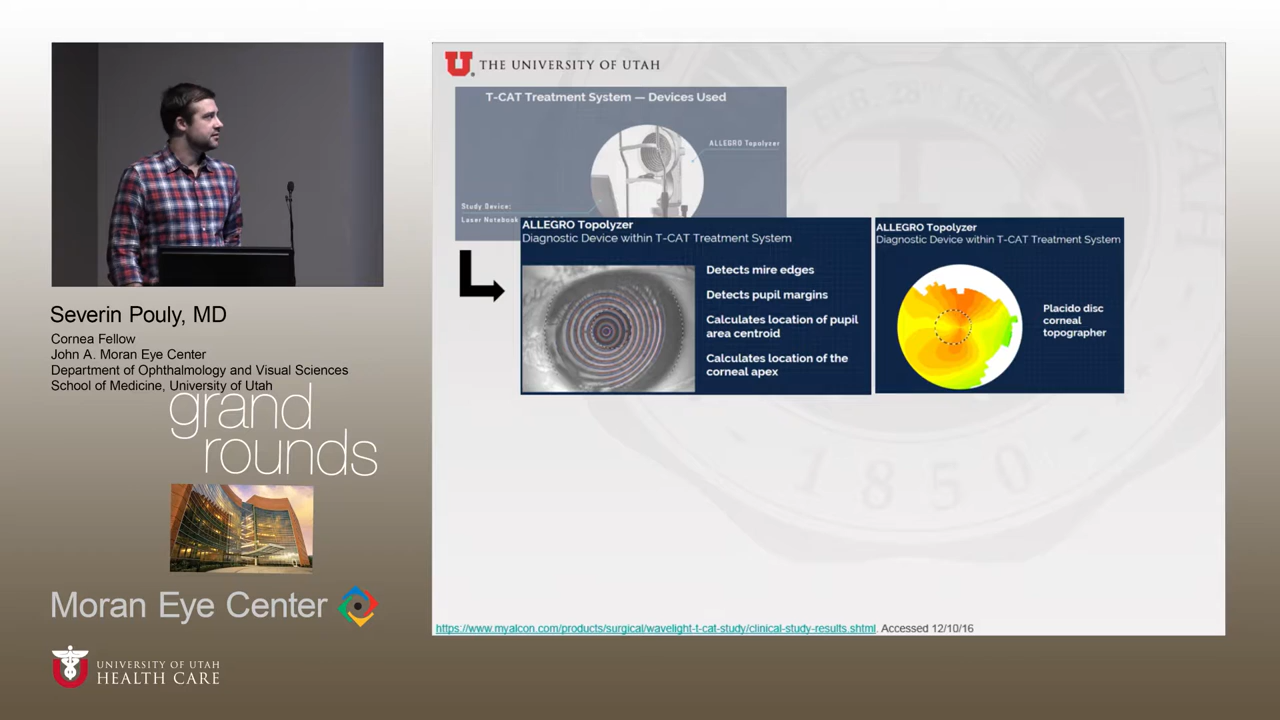 Severin Pouly, MD
Cornea Fellow
John A. Moran Eye Center
Department of Ophthalmology and Visual Sciences
School of Medicine, University of Utah
grand
rounds
Moran Eye Center
UNIVERSITY OF UTAH
HEALTH CARE
U THE UNIVERSITY OF UTAH
T-CAT Treatment System — Devices Used
ALLEGRO Topolyzer
Study Device:
Laser Notebook
ALLEGRO Topolyzer
Diagnostic Device within T-CAT Treatment System
Detects mire edges
Detects pupil margins
Calculates location of pupil
area centroid
Calculates location of the
corneal apex
ALLEGRO Topolyzer
Diagnostic Device within T-CAT Treatment System
Placido disc
corneal
topographer
1850
https://www.myalcon.com/products/surgical/wavelight-t-cat-study/clinical-study-results.shtml. Accessed 12/10/16